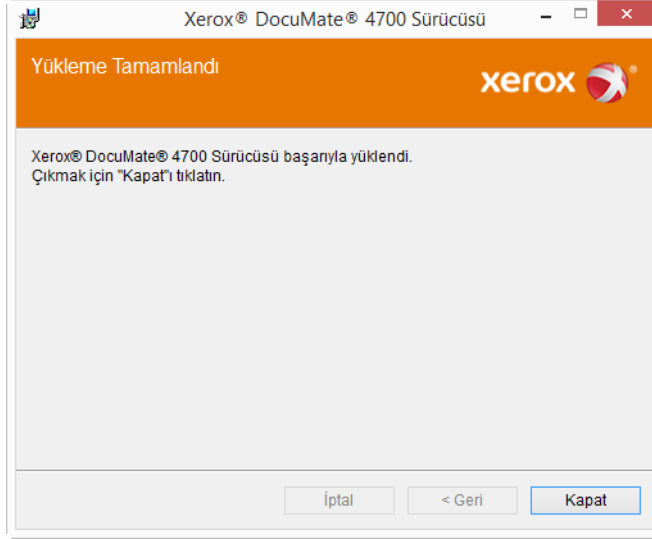 Xerox® DocuMate® 4700 Sürücüsü
Yükleme Tamamlandı
xerox®
Xerox® DocuMate® 4700 Sürücüsü başarıyla yüklendi.
Çıkmak için "Kapat"ı tıklatın.
İptal
< Geri
Kapat